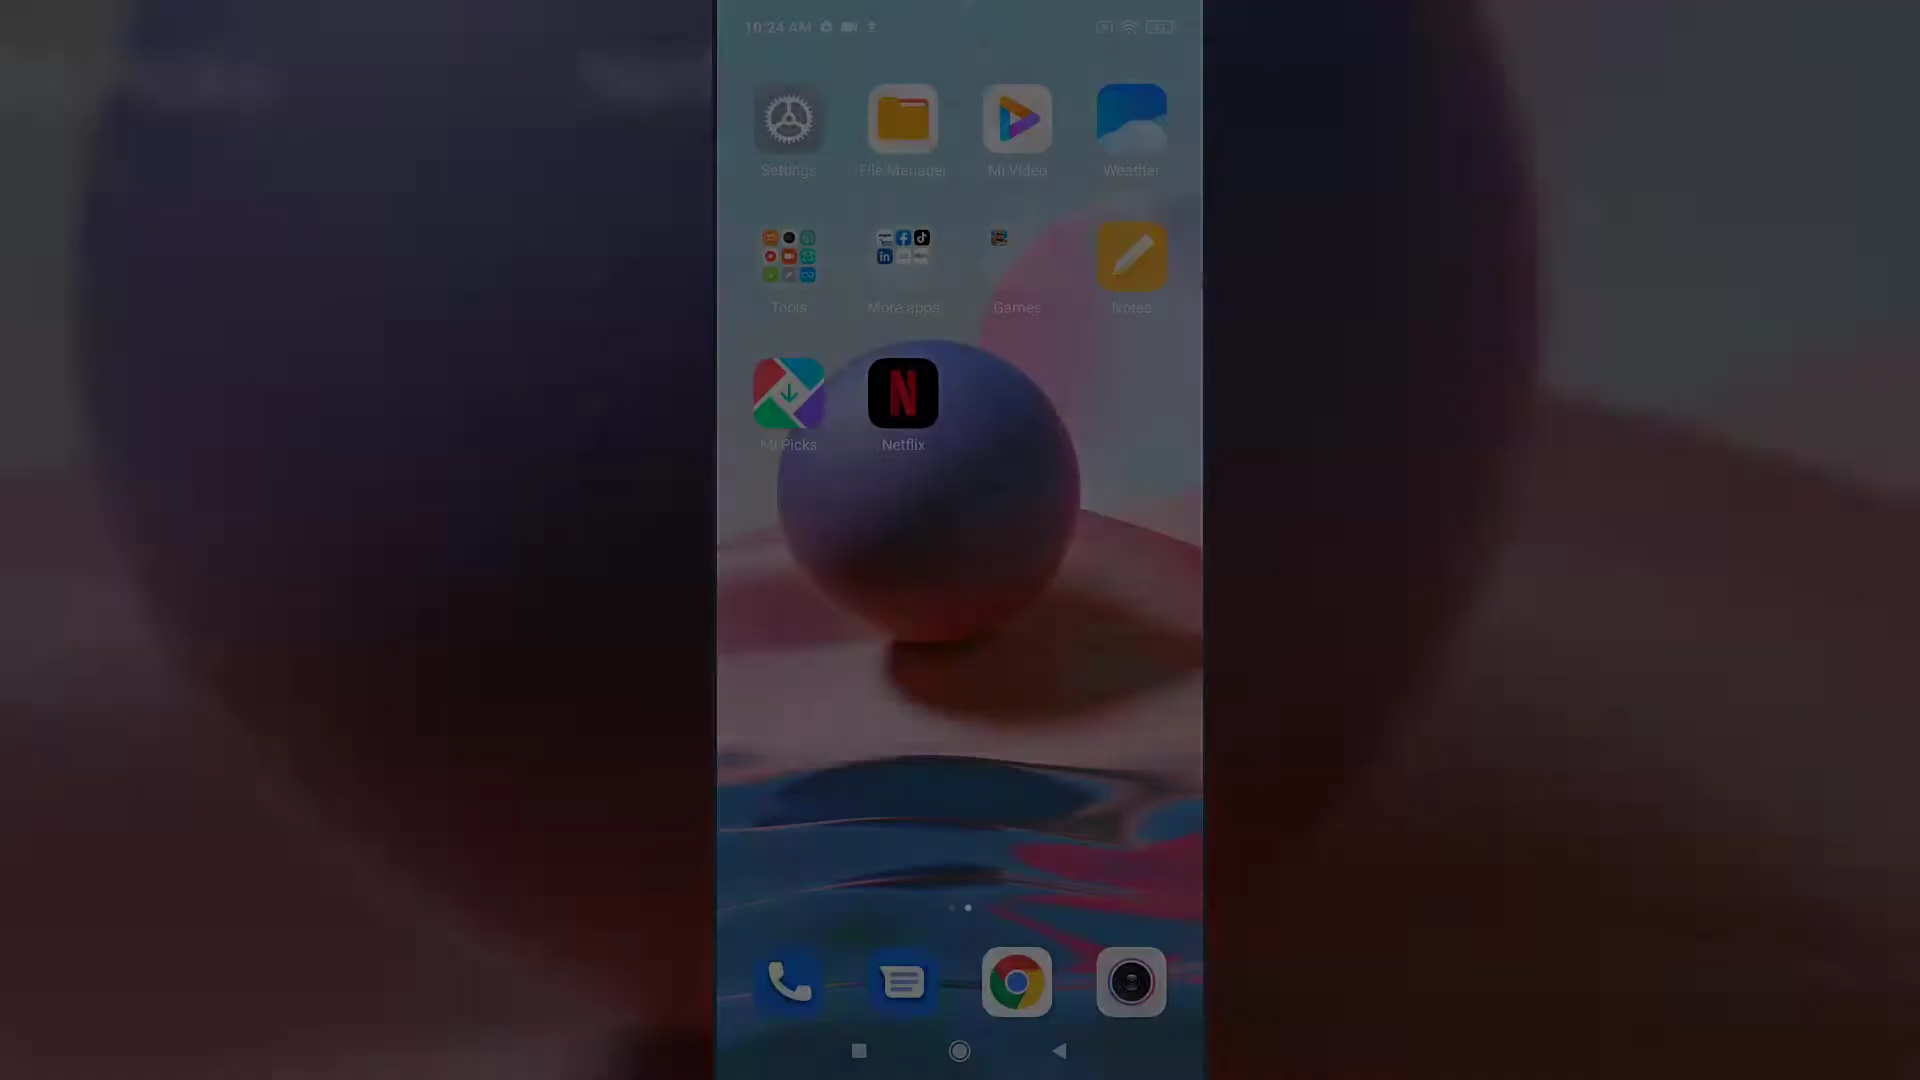 10:24 AM
Settings File Manager Mi Video Weather
Tools More apps Games Notes
Mi Picks Netflix